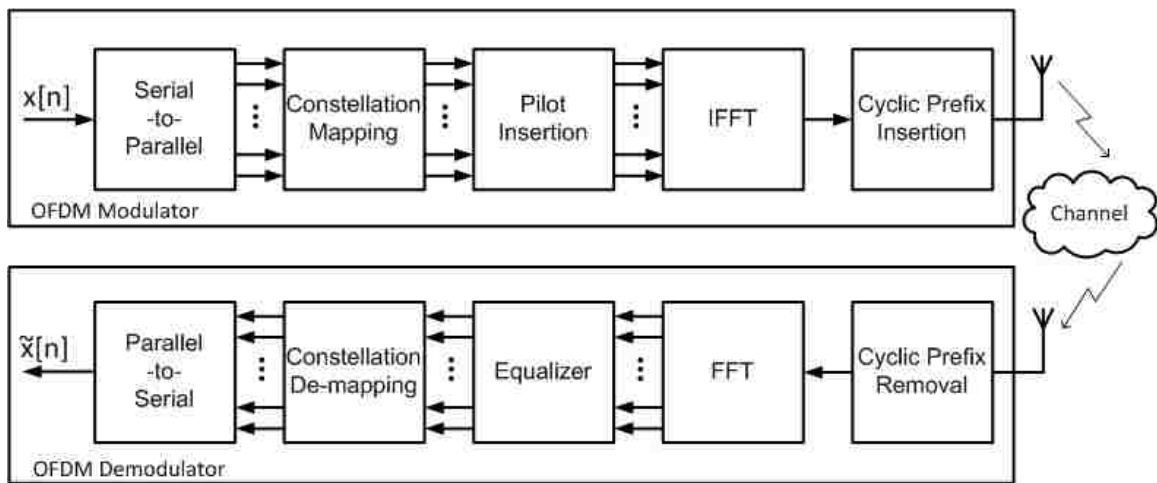 x[n]
Serial
-to-
Parallel
Constellation
Mapping
Pilot
Insertion
IFFT
Cyclic Prefix
Insertion
OFDM Modulator
Channel
x̃[n]
Parallel
-to-
Serial
Constellation
De-mapping
Equalizer
FFT
Cyclic Prefix
Removal
OFDM Demodulator